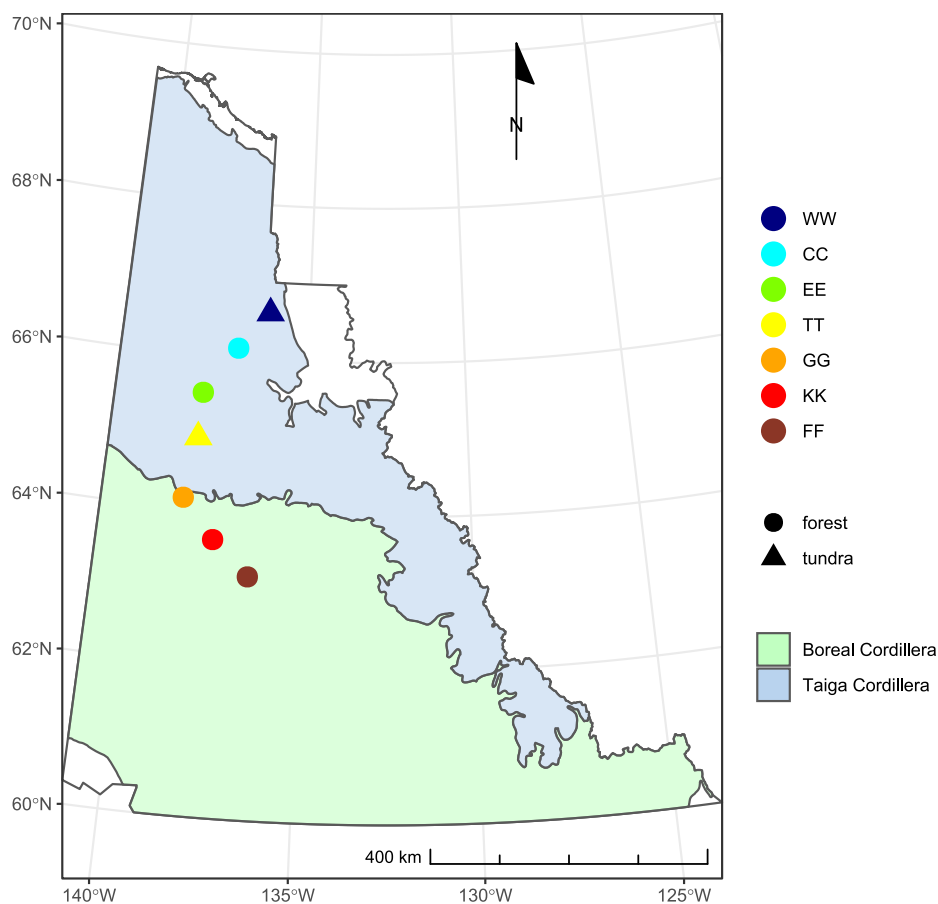 70°N
68°N
66°N
64°N
62°N
60°N
N
400 km
140°W
135°W
130°W
125°W
WW
CC
EE
TT
GG
KK
FF
forest
tundra
Boreal Cordillera
Taiga Cordillera